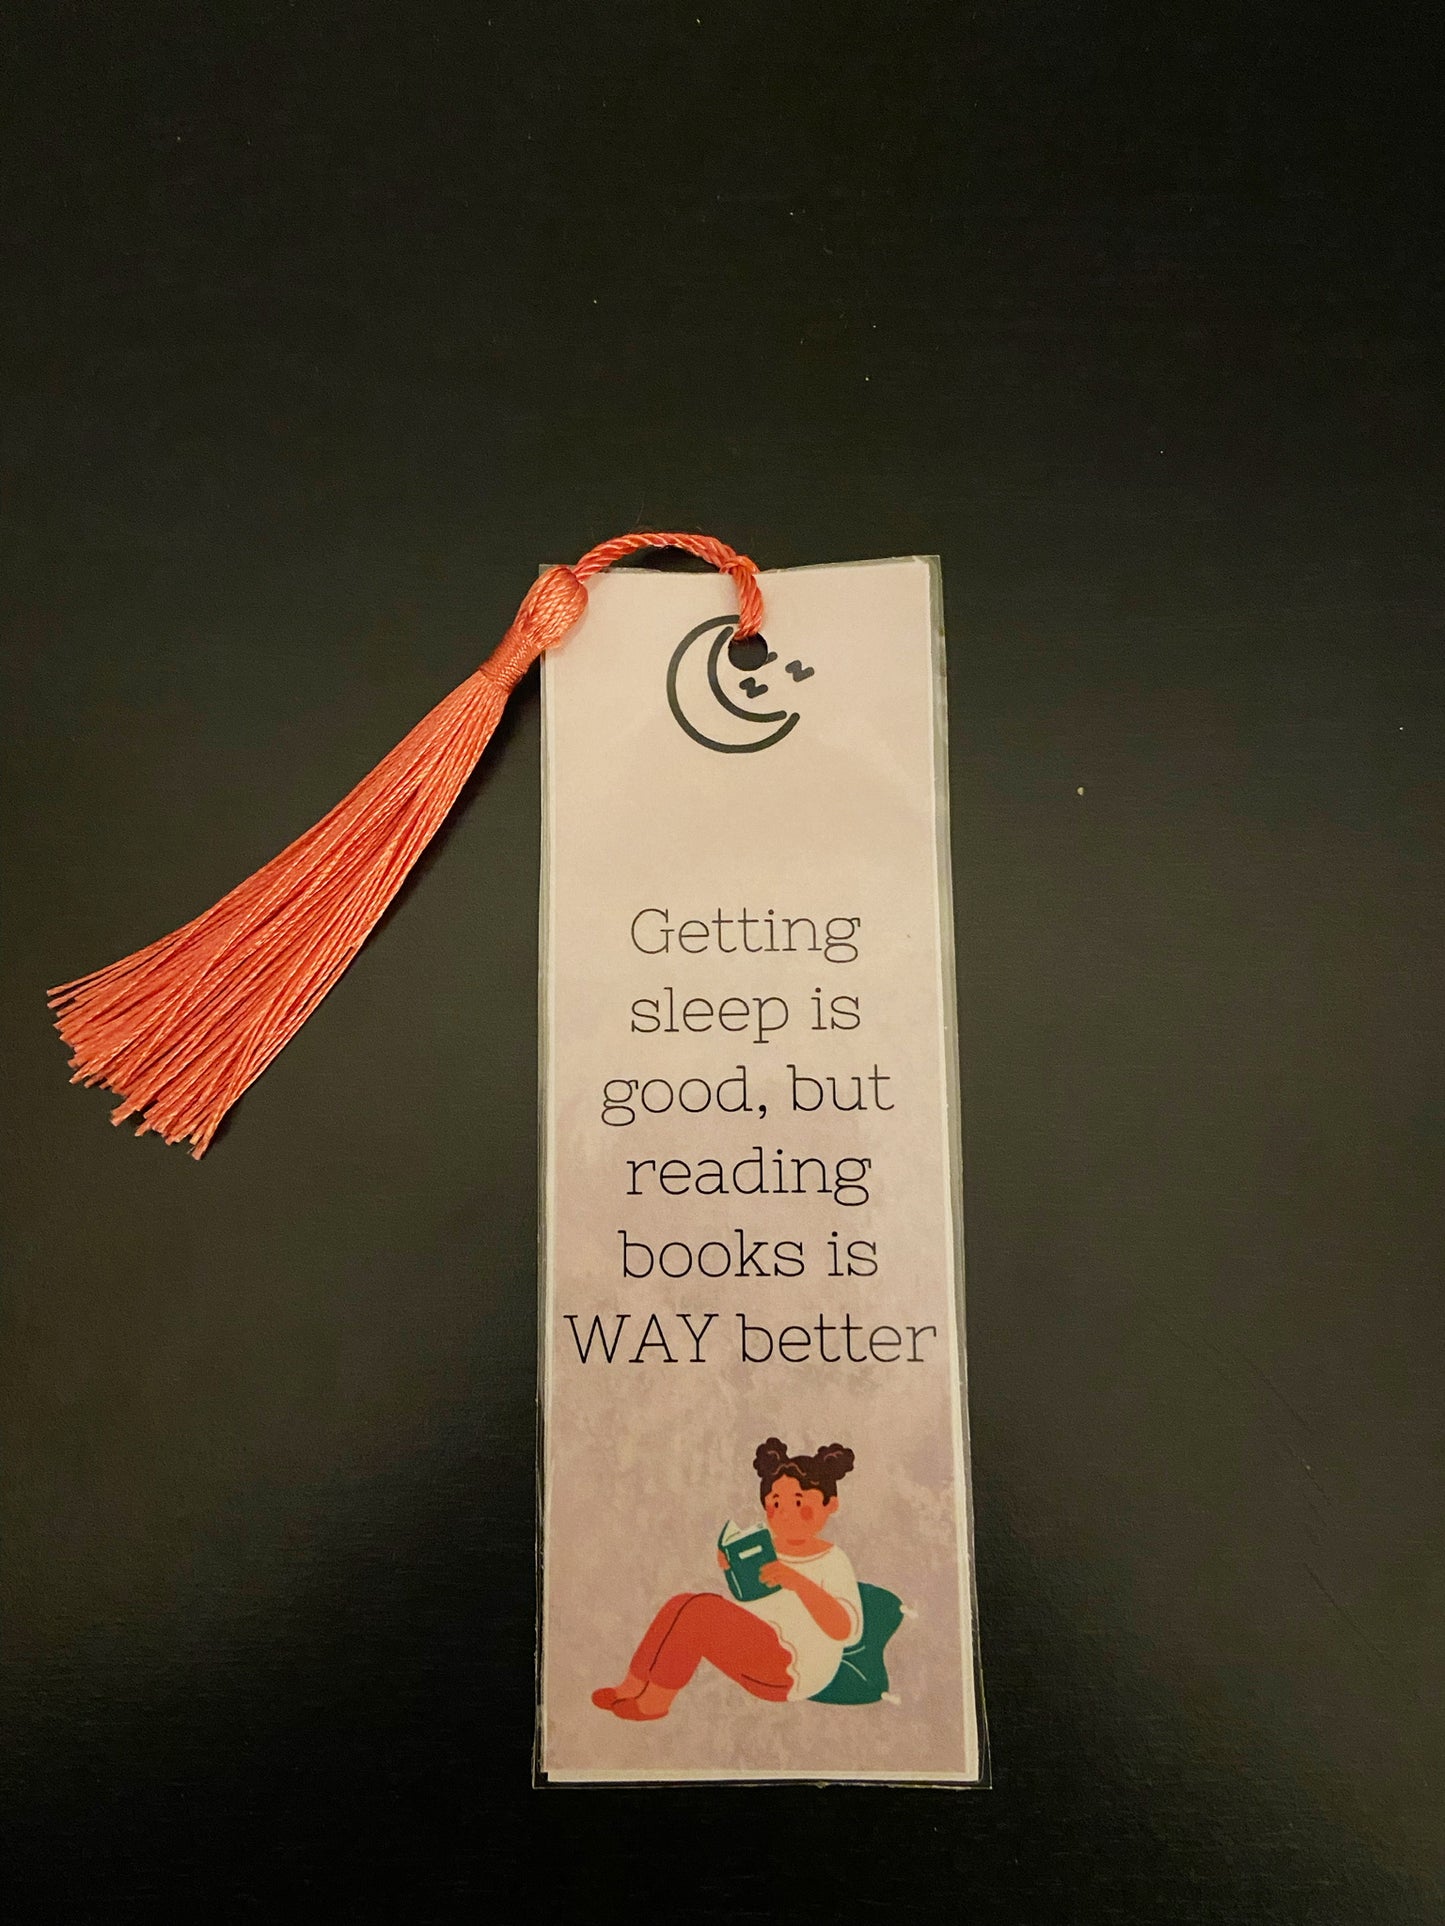 z z
Getting
sleep is
good, but
reading
books is
WAY better